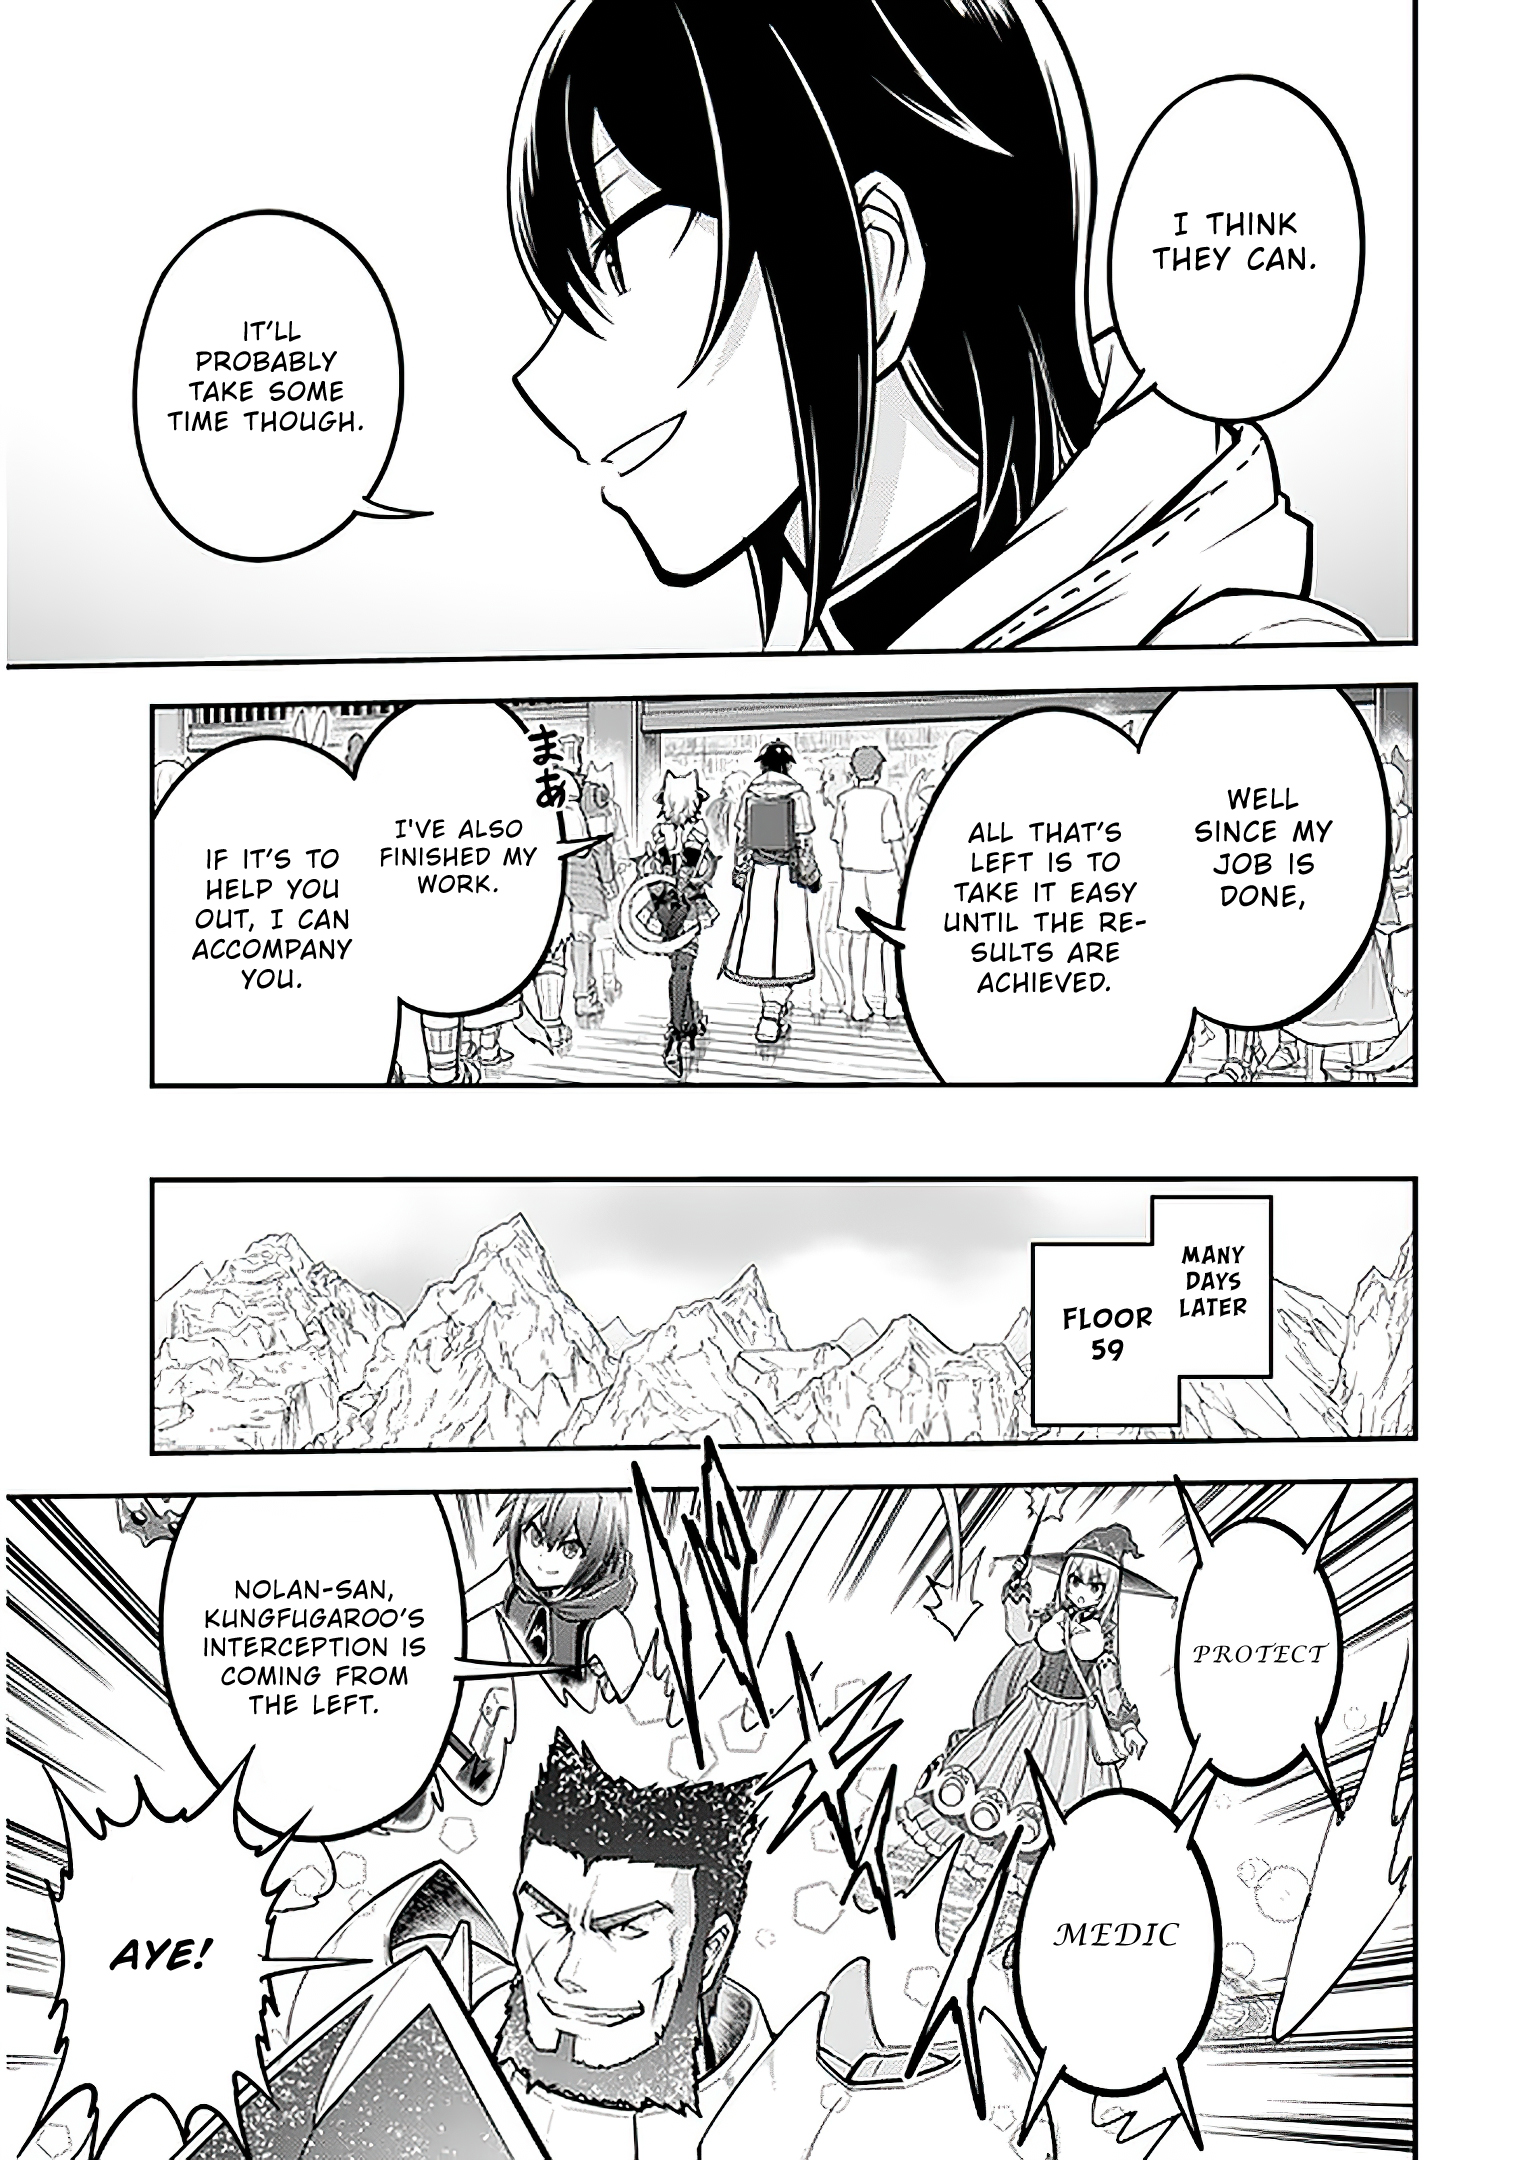 I THINK
THEY CAN.
IT'LL
PROBABLY
TAKE SOME
TIME THOUGH.
WELL
SINCE MY
JOB IS
DONE,
ALL THAT'S
LEFT IS TO
TAKE IT EASY
UNTIL THE RE-
SULTS ARE
ACHIEVED.
まあ
I'VE ALSO
FINISHED MY
WORK.
IF IT'S TO
HELP YOU
OUT, I CAN
ACCOMPANY
YOU.
MANY
DAYS
LATER
FLOOR
59
PROTECT
MEDIC
NOLAN-SAN,
KUNGFUGAROO'S
INTERCEPTION IS
COMING FROM
THE LEFT.
AYE!